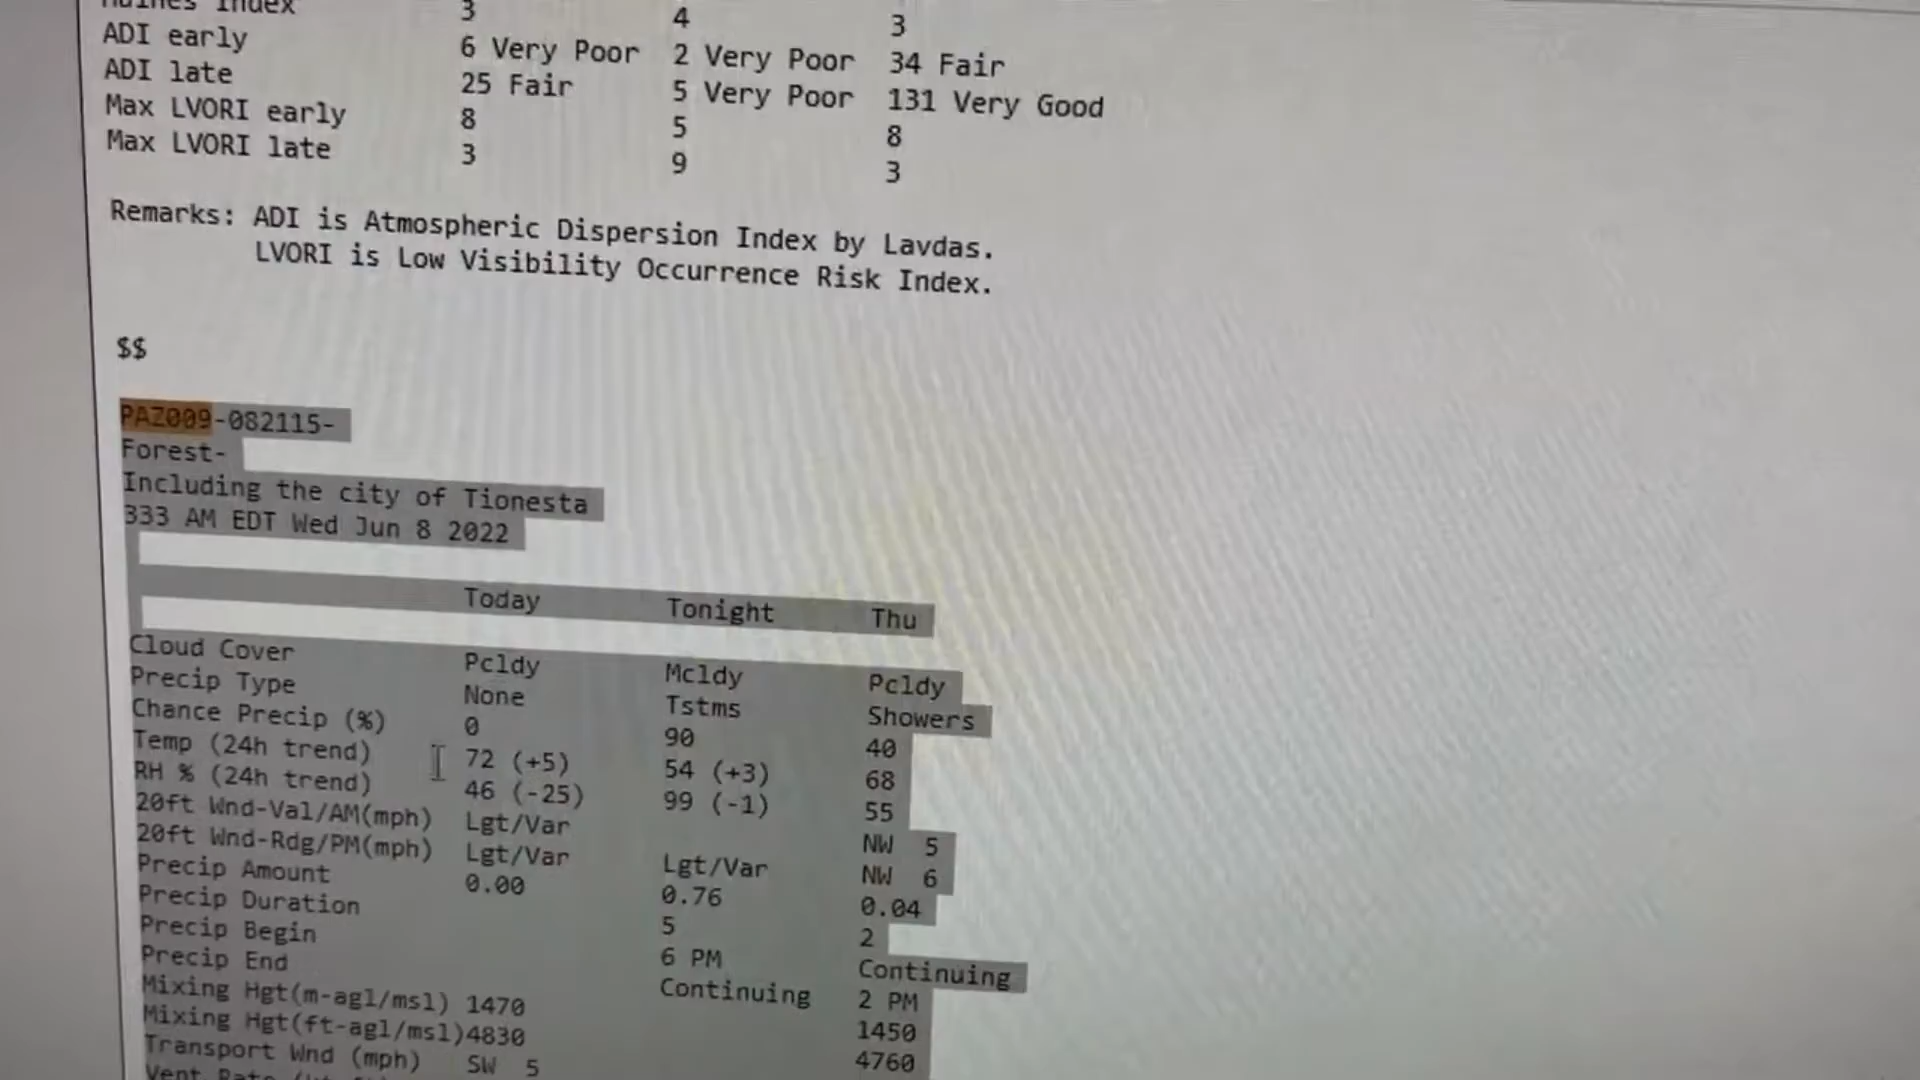 Haines Index 3 4 3
ADI early 6 Very Poor 2 Very Poor 34 Fair
ADI late 25 Fair 5 Very Poor 131 Very Good
Max LVORI early 8 5 8
Max LVORI late 3 9 3
Remarks: ADI is Atmospheric Dispersion Index by Lavdas.
LVORI is Low Visibility Occurrence Risk Index.
$$
PAZ009-082115-
Forest-
Including the city of Tionesta
333 AM EDT Wed Jun 8 2022
Today Tonight Thu
Cloud Cover Pcldy Mcldy Pcldy
Precip Type None Tstms Showers
Chance Precip (%) 0 90 40
Temp (24h trend) 72 (+5) 54 (+3) 68
RH % (24h trend) 46 (-25) 99 (-1) 55
20ft Wnd-Val/AM(mph) Lgt/Var NW 5
20ft Wnd-Rdg/PM(mph) Lgt/Var Lgt/Var NW 6
Precip Amount 0.00 0.76 0.04
Precip Duration 5 2
Precip Begin 6 PM Continuing
Precip End Continuing 2 PM
Mixing Hgt(m-agl/msl) 1470 1450
Mixing Hgt(ft-agl/msl)4830 4760
Transport Wnd (mph) SW 5
Vent Rate